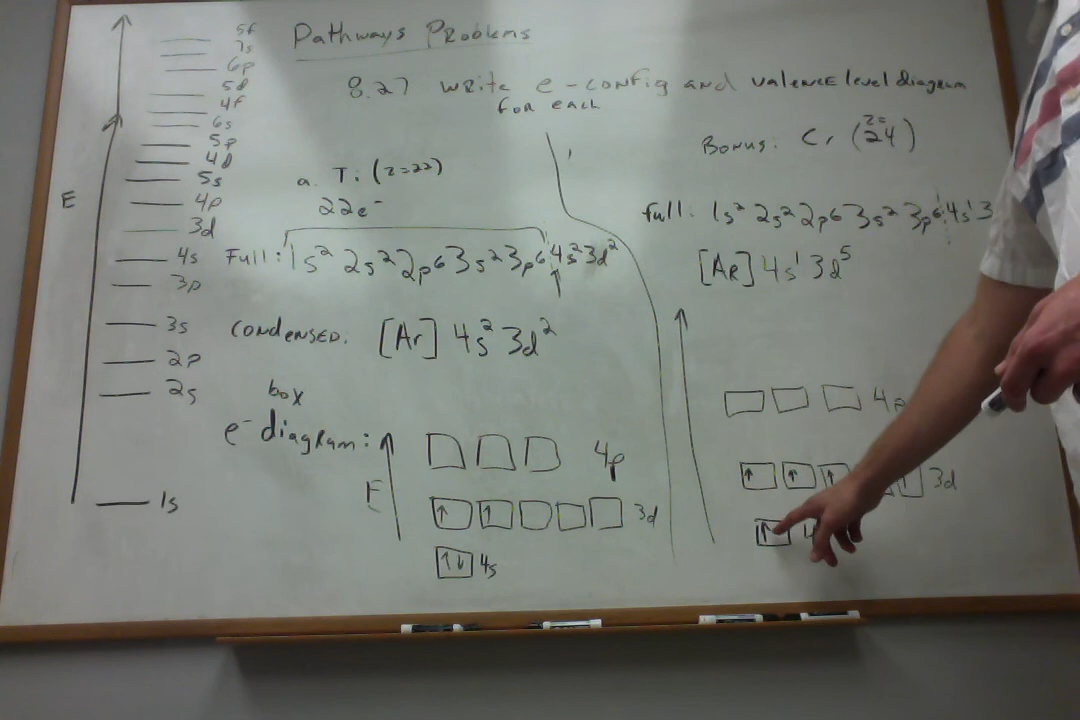 Pathways Problems
8.27 write e-config and valence level diagram
for each
5f
7s
6p
5d
4f
6s
5p
4d
5s
4p
3d
4s
3p
3s
2p
2s
1s
E
a. Ti (z=22)
22e⁻
Full: 1s² 2s² 2p⁶ 3s² 3p⁶ 4s² 3d²
Condensed: [Ar] 4s² 3d²
box
e⁻ diagram:
E
4p
↑ ↑ 3d
↑↓ 4s
Bonus: Cr (z=24)
full: 1s² 2s² 2p⁶ 3s² 3p⁶ 4s¹ 3
[Ar] 4s¹ 3d⁵
4p
↑ ↑ ↑ ↑ 3d
↑ 4